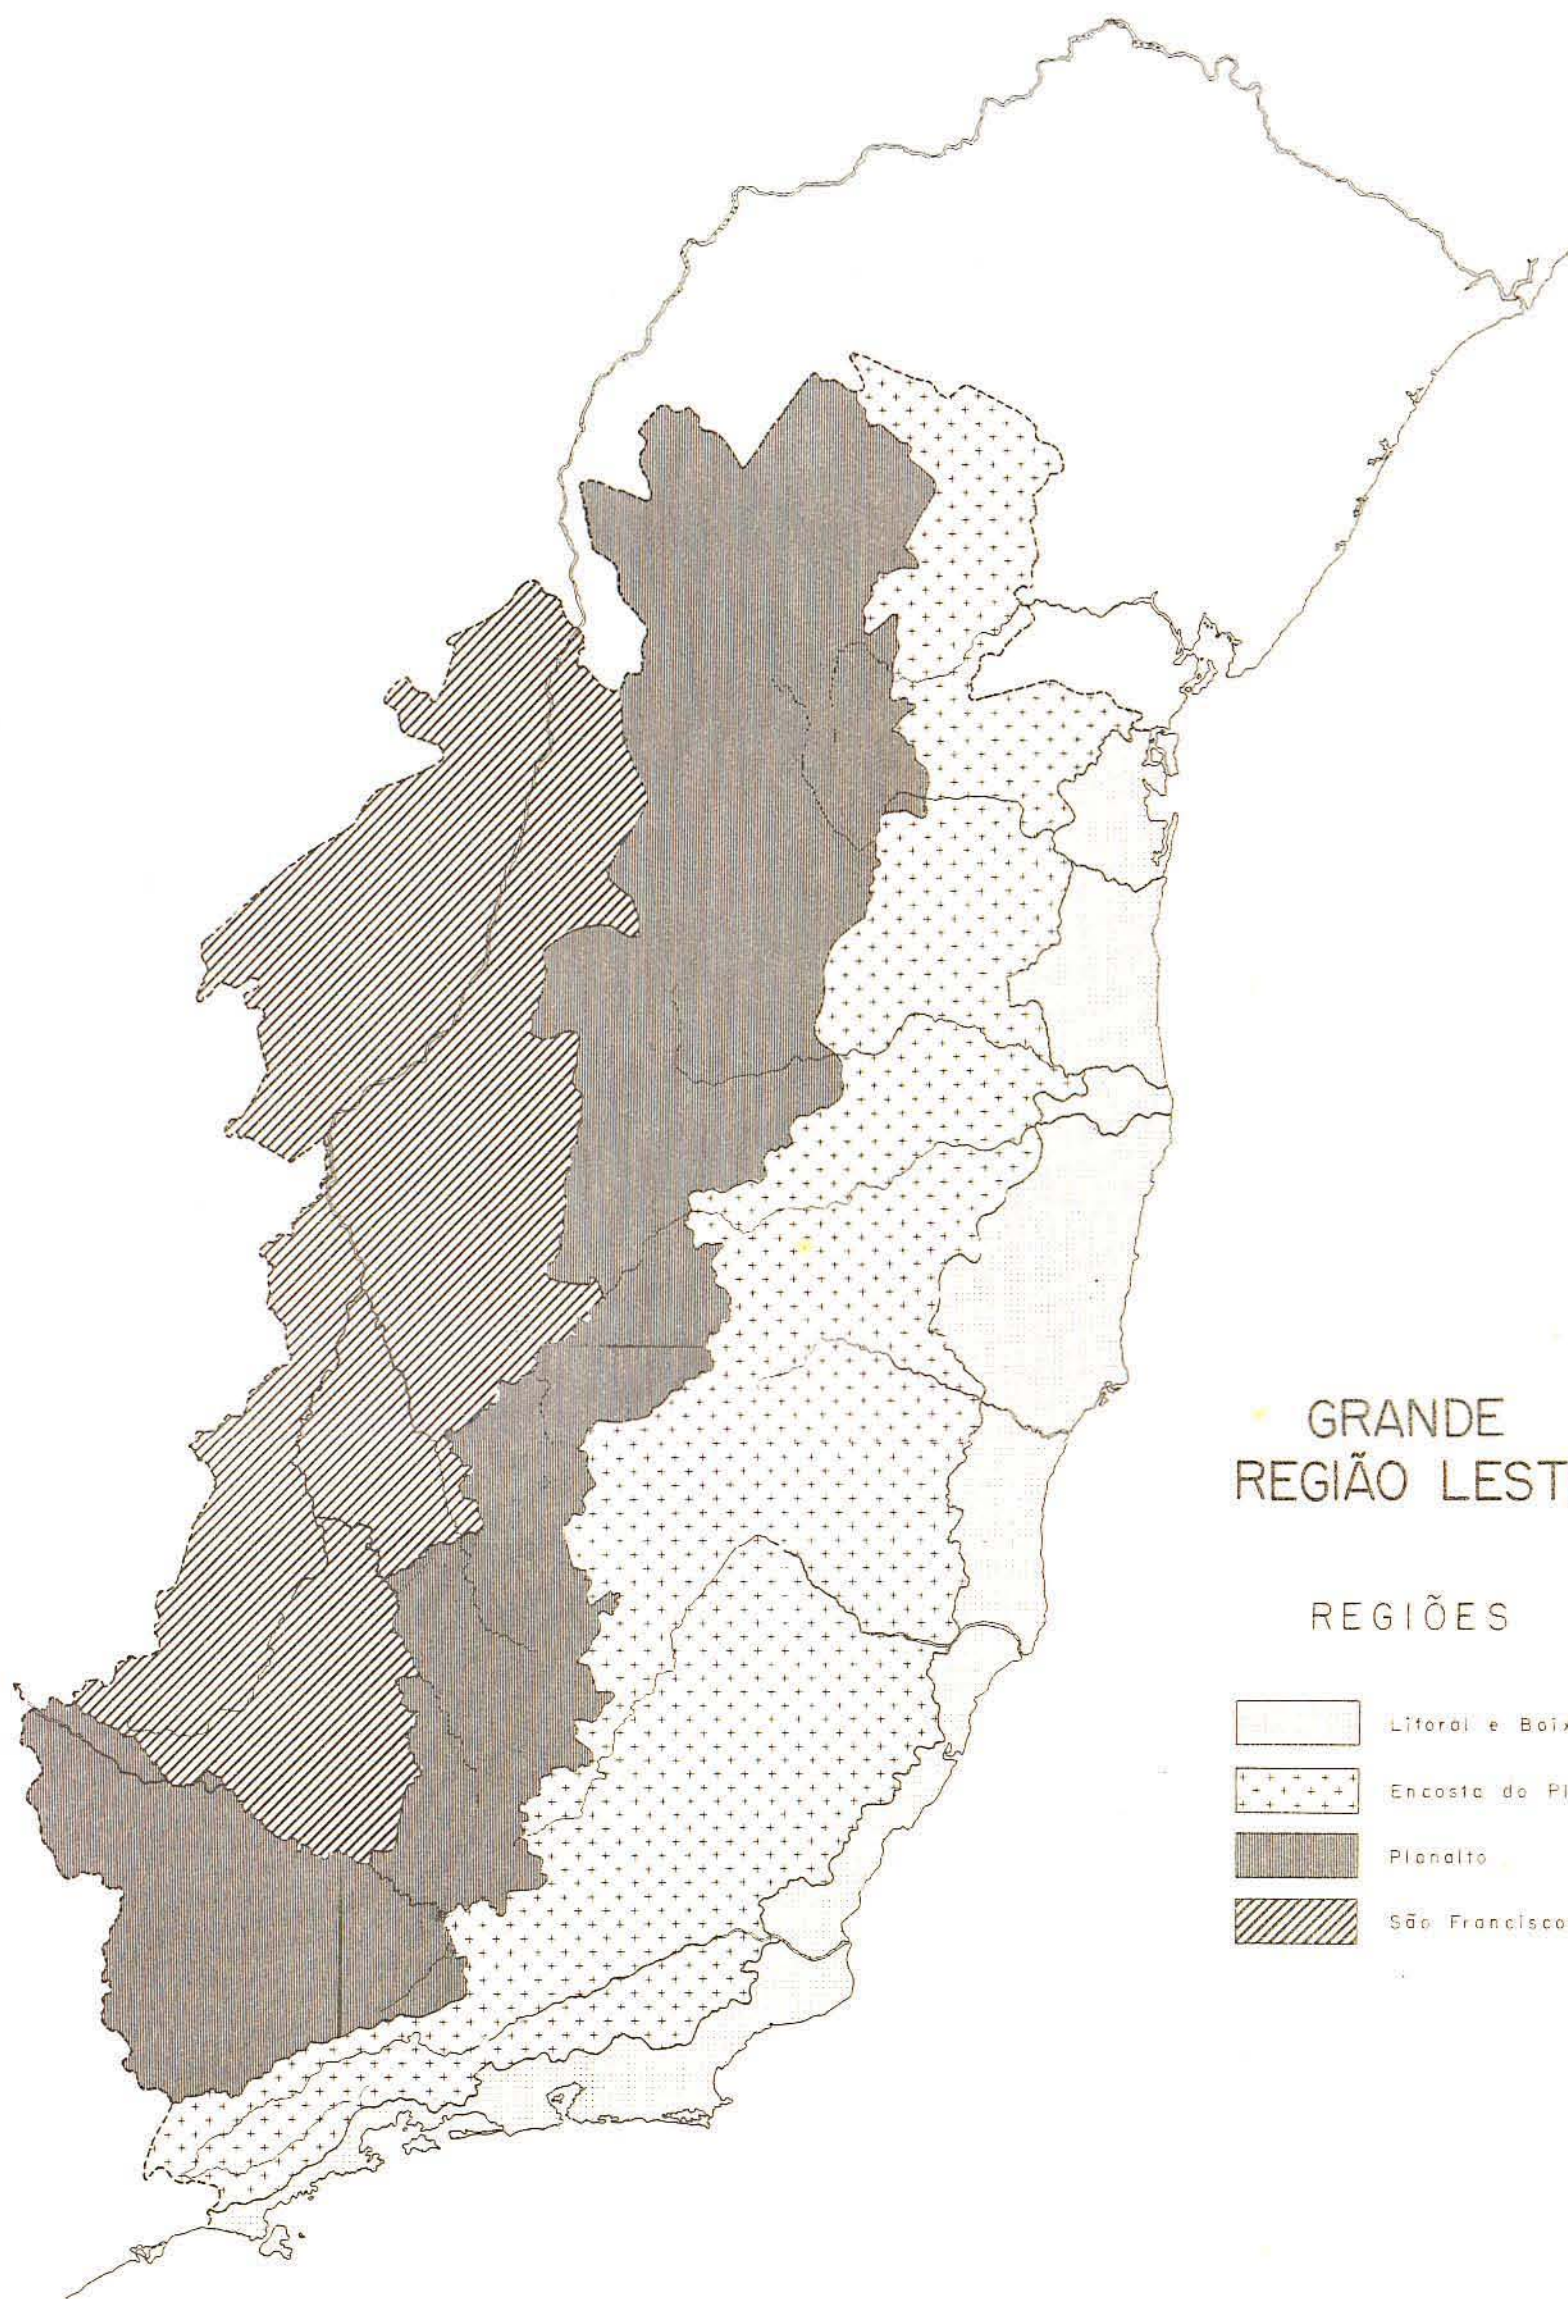 GRANDE
REGIÃO LEST
REGIÕES
Litoral e Baix
Encosta do Pl
Planalto
São Francisco